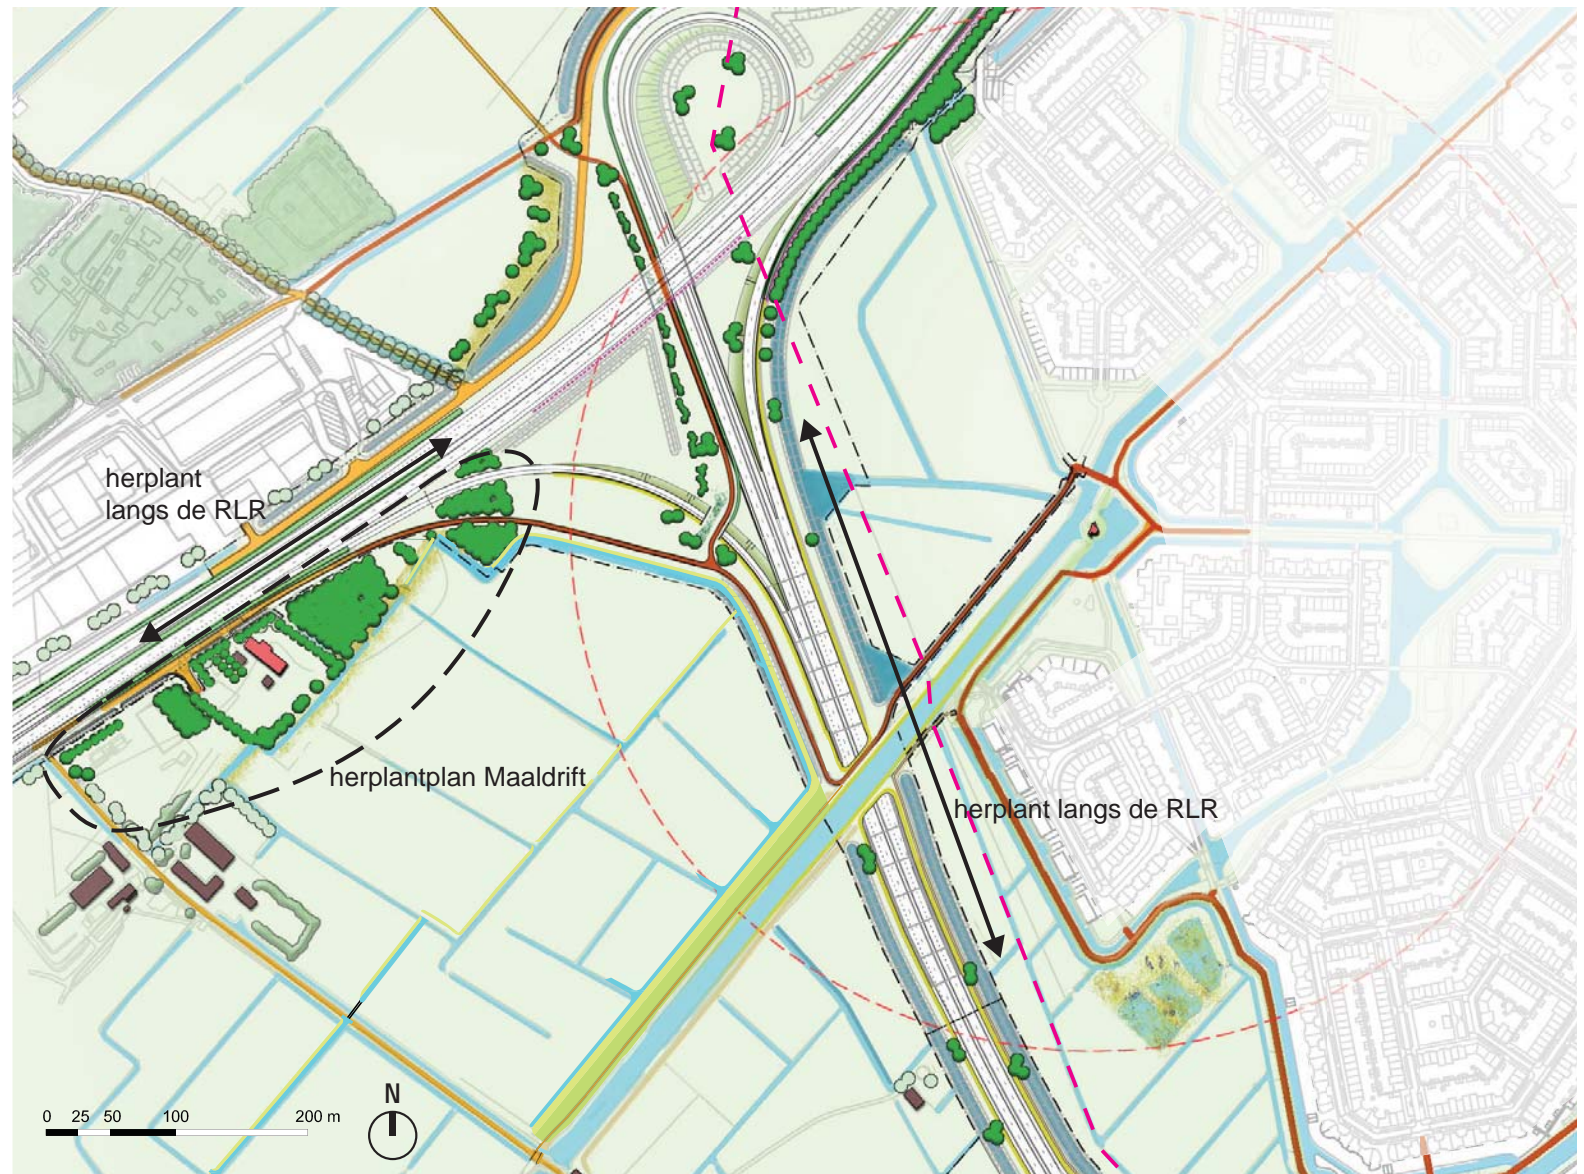 herplant
langs de RLR
herplantplan Maaldrift
herplant langs de RLR
N
0 25 50 100 200 m